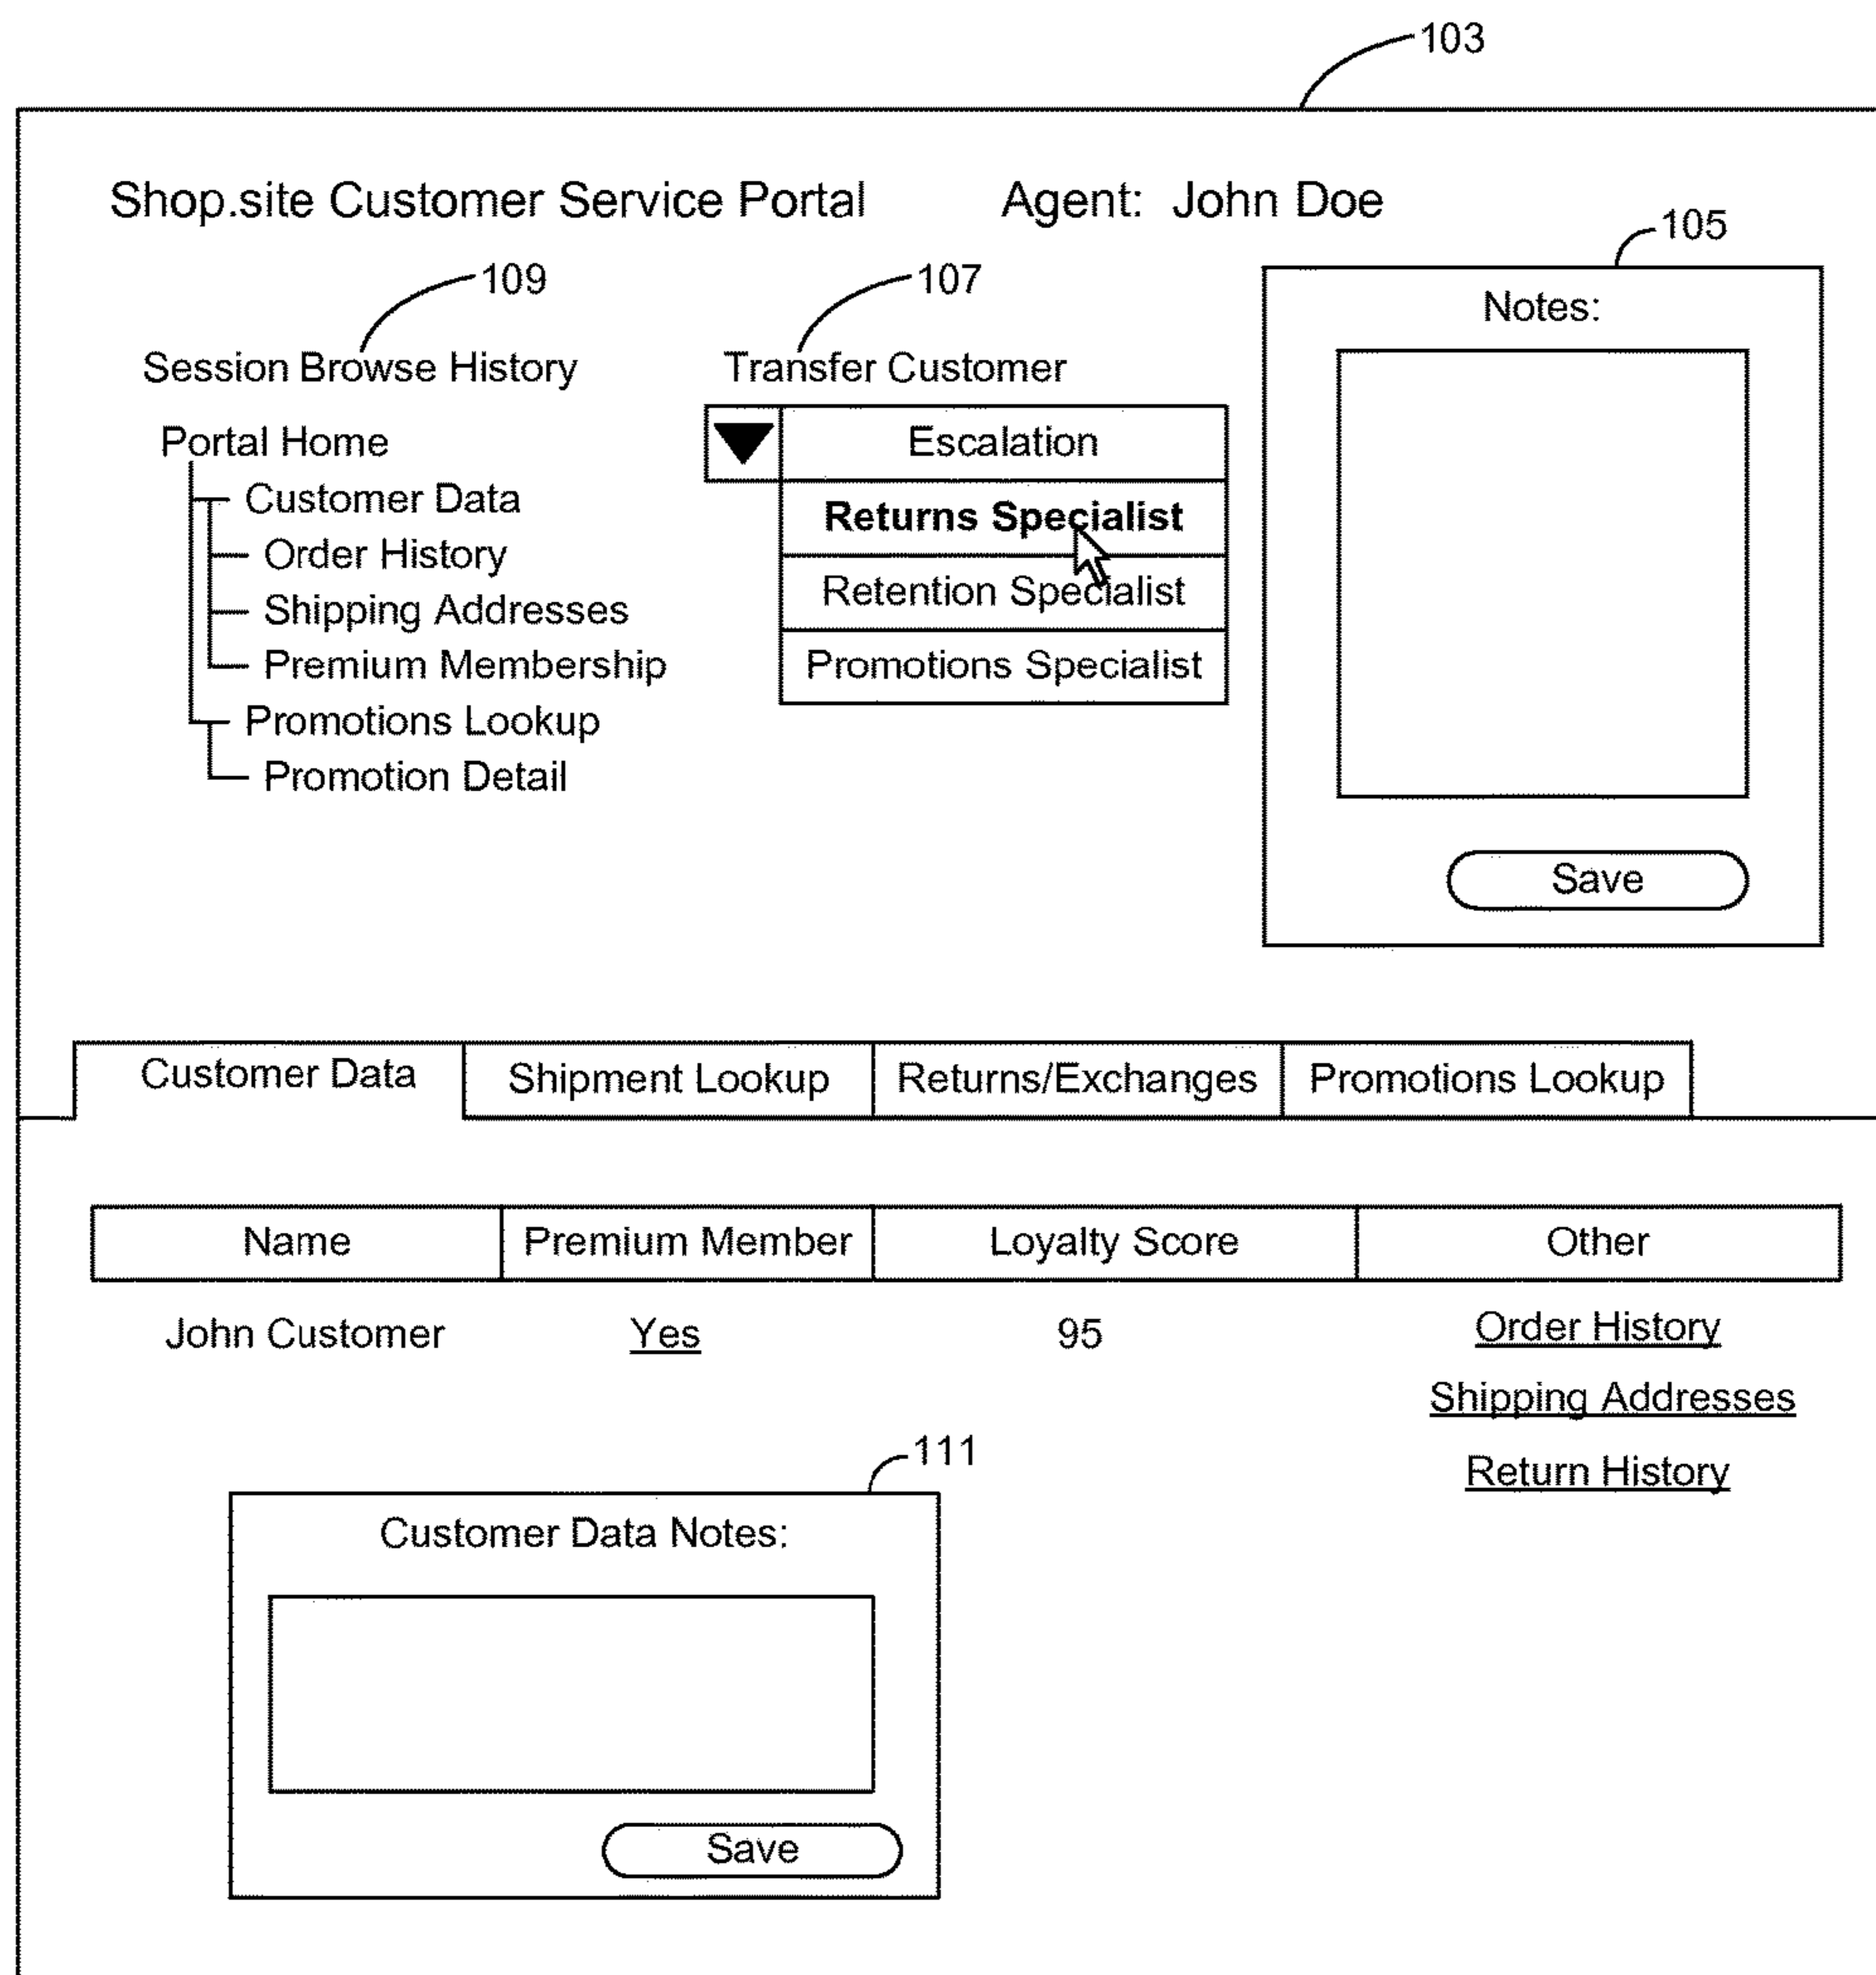 103
Shop.site Customer Service Portal
Agent: John Doe
109
Session Browse History
Portal Home
Customer Data
Order History
Shipping Addresses
Premium Membership
Promotions Lookup
Promotion Detail
107
Transfer Customer
Escalation
Returns Specialist
Retention Specialist
Promotions Specialist
105
Notes:
Save
Customer Data
Shipment Lookup
Returns/Exchanges
Promotions Lookup
Name
Premium Member
Loyalty Score
Other
John Customer
Yes
95
Order History
Shipping Addresses
Return History
111
Customer Data Notes:
Save